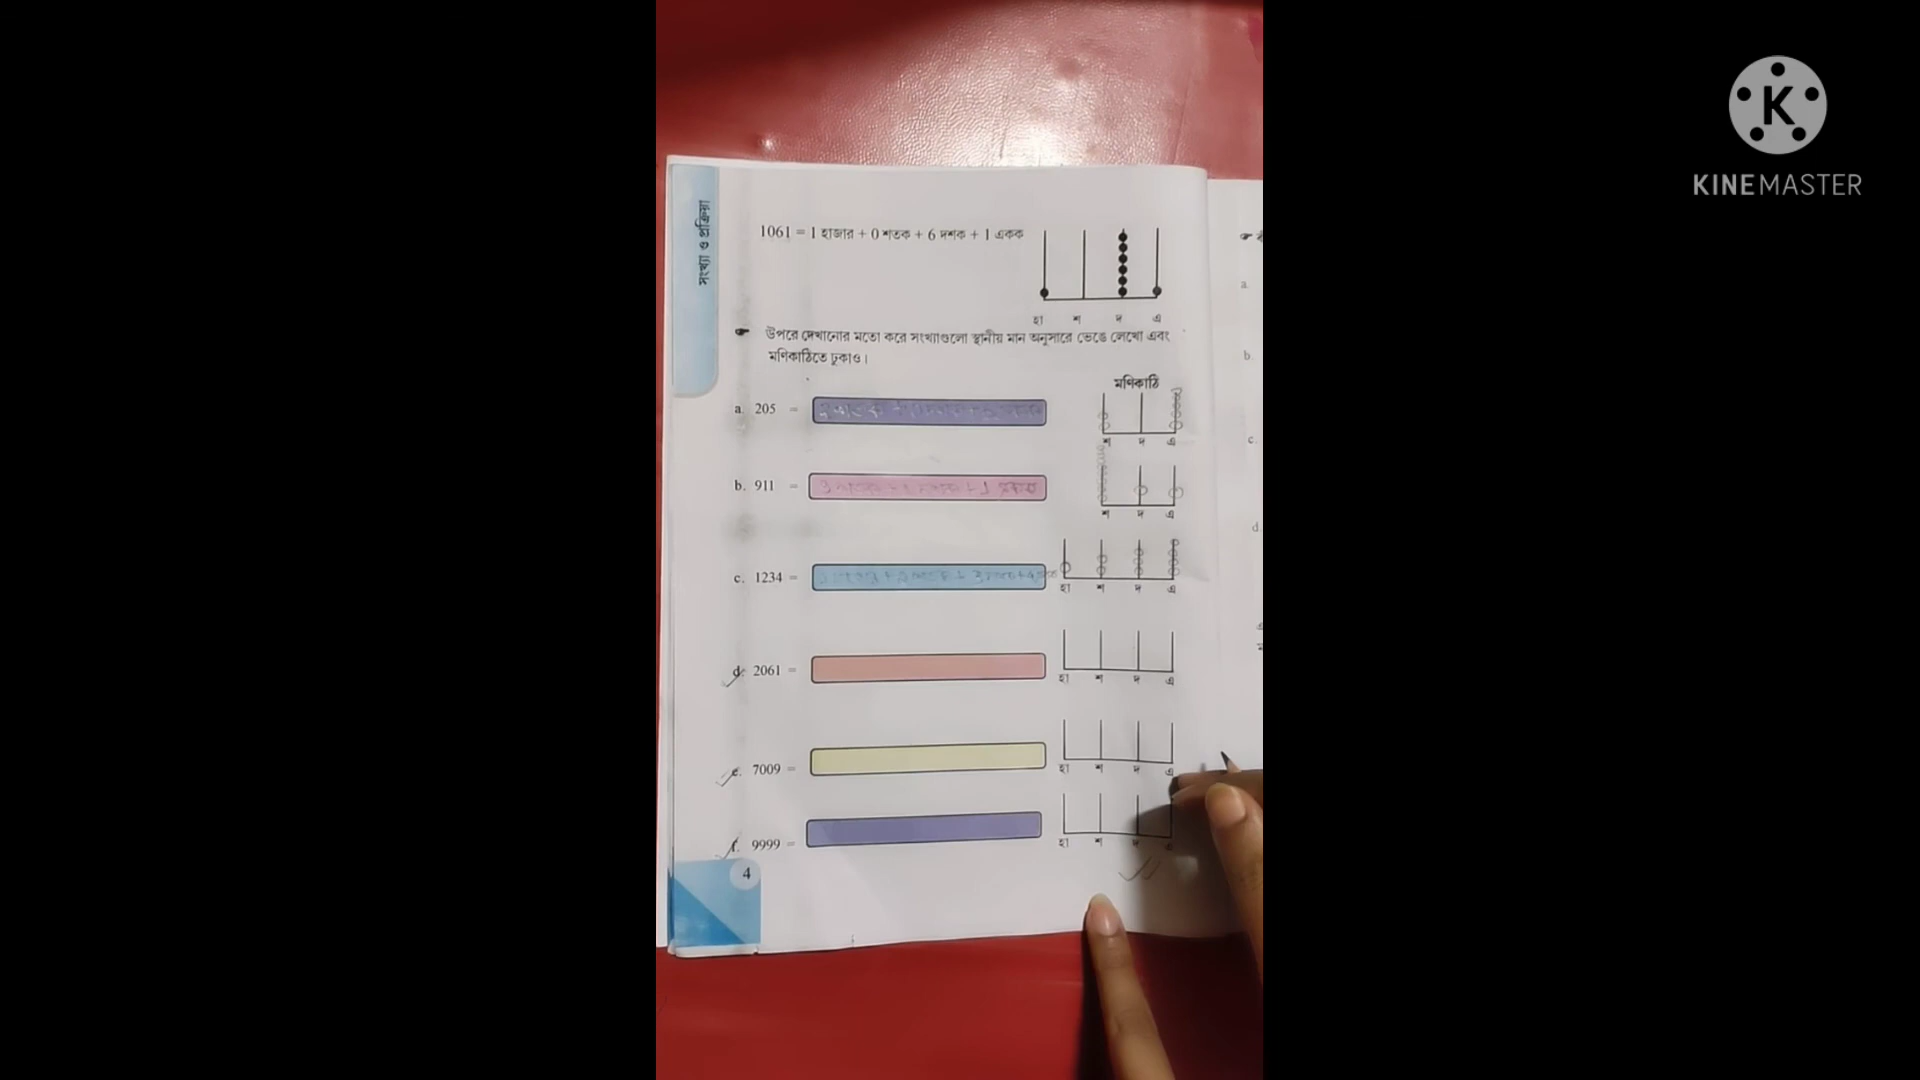 KINEMASTER
সংখ্যা ও প্রক্রিয়া
1061 = 1 হাজার + 0 শতক + 6 দশক + 1 একক
হা শ দ এ
উপরে দেখানোর মতো করে সংখ্যাগুলো স্থানীয় মান অনুসারে ভেঙে লেখো এবং
মণিকাঠিতে ঢুকাও।
মণিকাঠি
a. 205 =
শ দ এ
b. 911 =
শ দ এ
c. 1234 =
হা শ দ এ
d. 2061 =
হা শ দ এ
e. 7009 =
হা শ দ এ
f. 9999 =
হা শ দ এ
4
a.
b.
c.
d